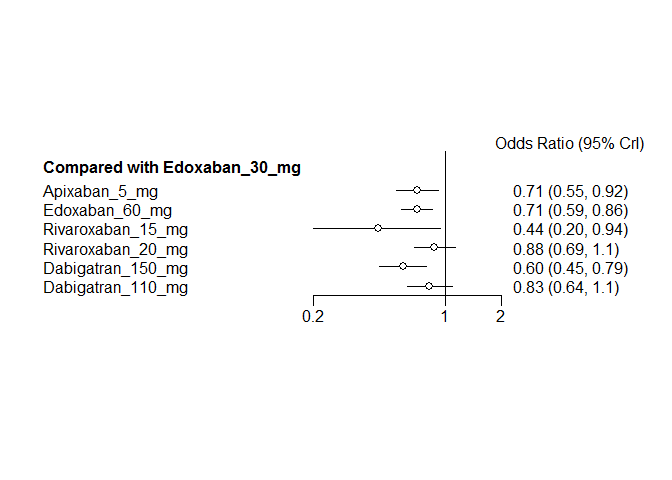 Odds Ratio (95% CrI)
Compared with Edoxaban_30_mg
Apixaban_5_mg 0.71 (0.55, 0.92)
Edoxaban_60_mg 0.71 (0.59, 0.86)
Rivaroxaban_15_mg 0.44 (0.20, 0.94)
Rivaroxaban_20_mg 0.88 (0.69, 1.1)
Dabigatran_150_mg 0.60 (0.45, 0.79)
Dabigatran_110_mg 0.83 (0.64, 1.1)
0.2 1 2